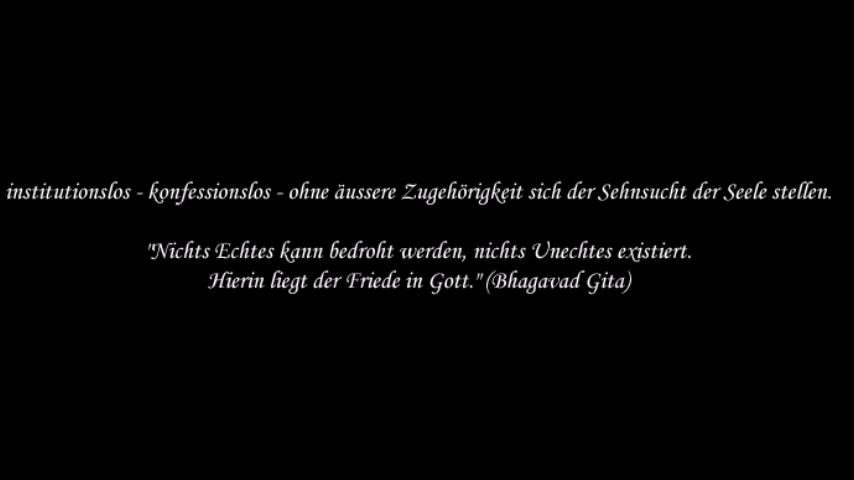 institutionslos - konfessionslos - ohne äussere Zugehörigkeit sich der Sehnsucht der Seele stellen.
"Nichts Echtes kann bedroht werden, nichts Unechtes existiert.
Hierin liegt der Friede in Gott." (Bhagavad Gita)